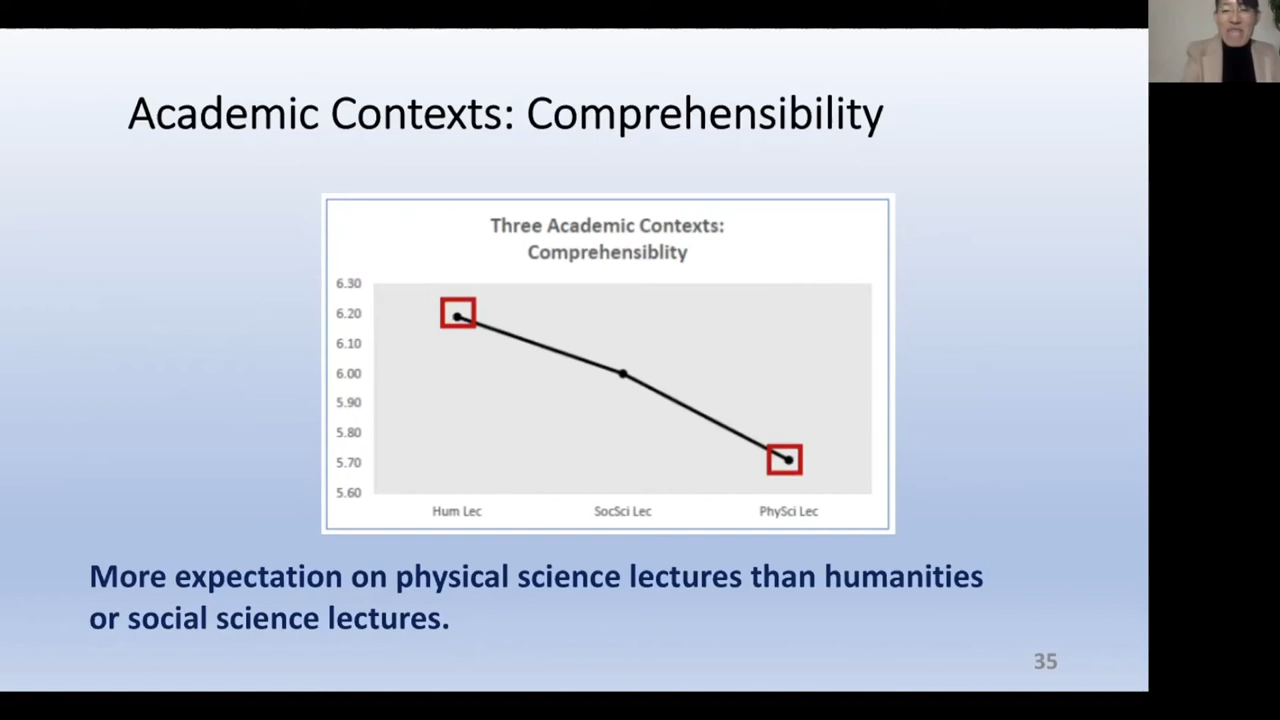 Academic Contexts: Comprehensibility
Three Academic Contexts:
Comprehensiblity
6.30
6.20
6.10
6.00
5.90
5.80
5.70
5.60
Hum Lec
SocSci Lec
PhySci Lec
More expectation on physical science lectures than humanities
or social science lectures.
35